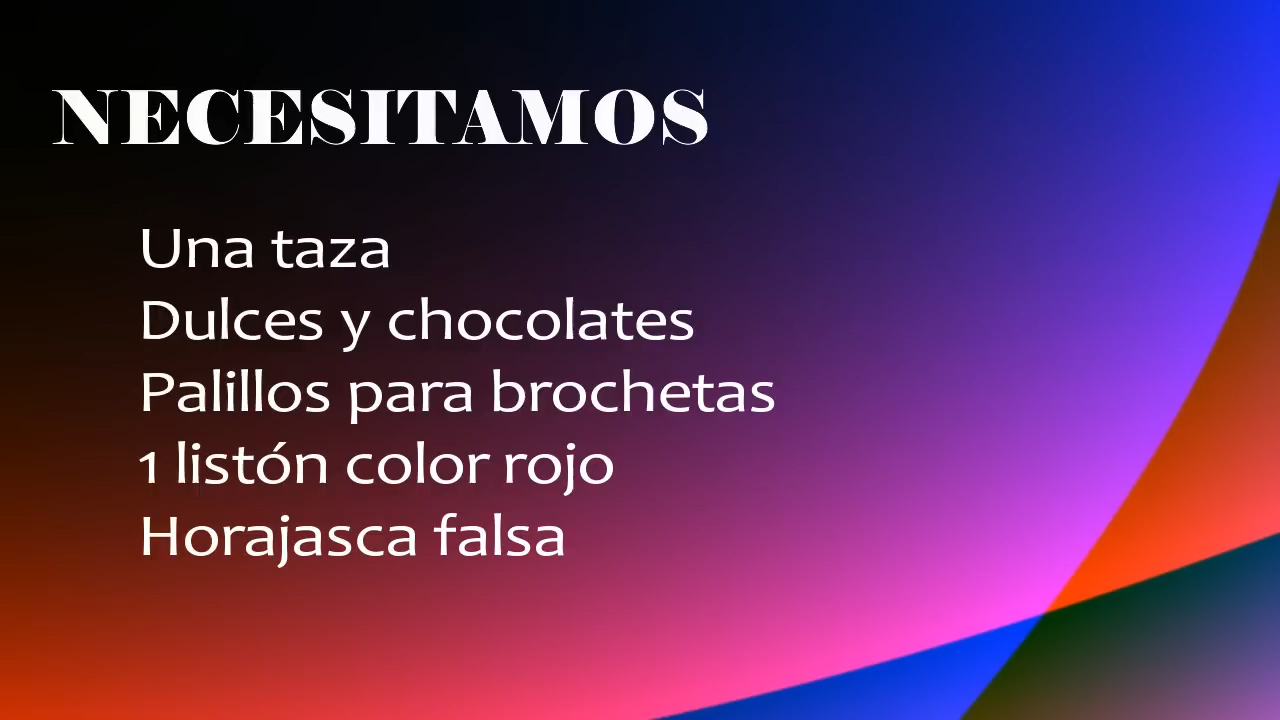 NECESITAMOS
Una taza
Dulces y chocolates
Palillos para brochetas
1 listón color rojo
Horajasca falsa